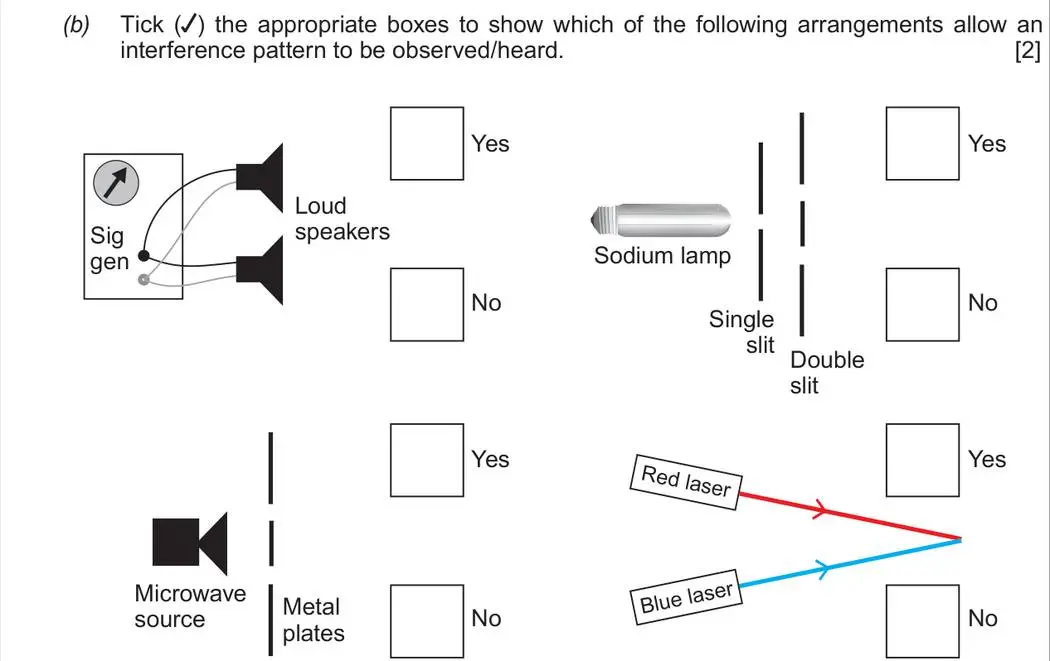 (b) Tick (✓) the appropriate boxes to show which of the following arrangements allow an
interference pattern to be observed/heard. [2]
Sig
gen
Loud
speakers
Yes
No
Sodium lamp
Single
slit
Double
slit
Yes
No
Microwave
source
Metal
plates
Yes
No
Red laser
Blue laser
Yes
No